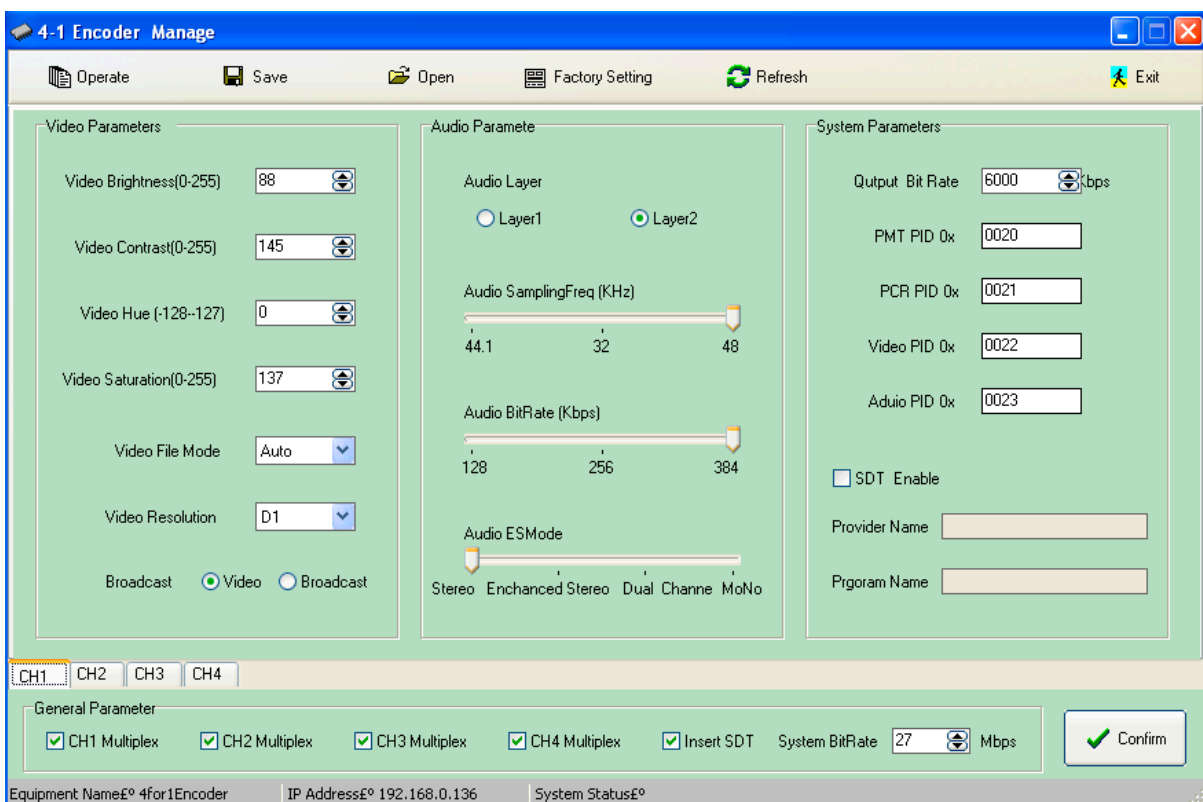 4-1 Encoder Manage
Operate Save Open Factory Setting Refresh Exit
Video Parameters
Video Brightness(0-255) 88
Video Contrast(0-255) 145
Video Hue (-128--127) 0
Video Saturation(0-255) 137
Video File Mode Auto
Video Resolution D1
Broadcast Video Broadcast
Audio Paramete
Audio Layer
Layer1 Layer2
Audio SamplingFreq (KHz)
44.1 32 48
Audio BitRate (Kbps)
128 256 384
Audio ESMode
Stereo Enchanced Stereo Dual Channe MoNo
System Parameters
Qutput Bit Rate 6000 Kbps
PMT PID 0x 0020
PCR PID 0x 0021
Video PID 0x 0022
Aduio PID 0x 0023
SDT Enable
Provider Name
Prgoram Name
CH1 CH2 CH3 CH4
General Parameter
CH1 Multiplex CH2 Multiplex CH3 Multiplex CH4 Multiplex Insert SDT System BitRate 27 Mbps
Confirm
Equipment Name£º 4for1Encoder IP Address£º 192.168.0.136 System Status£º